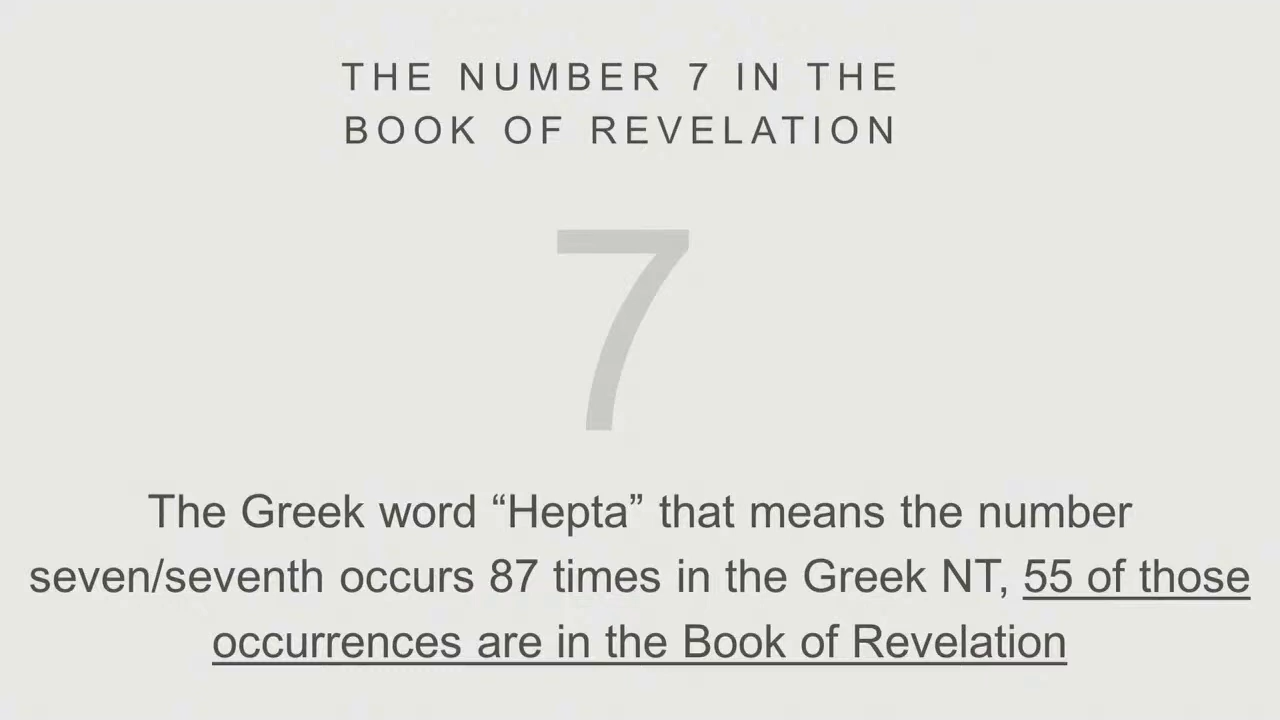 THE NUMBER 7 IN THE
BOOK OF REVELATION
7
The Greek word “Hepta” that means the number
seven/seventh occurs 87 times in the Greek NT, 55 of those
occurrences are in the Book of Revelation